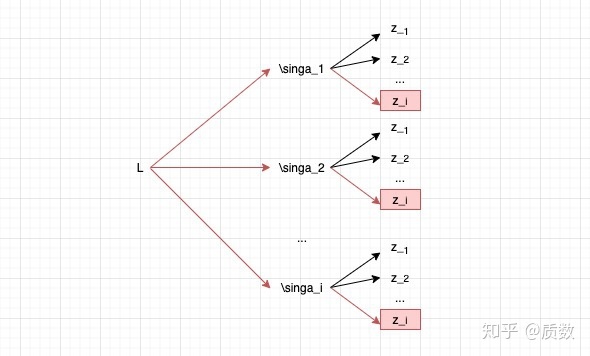 z_1
\singa_1
z_2
...
z_i
z_1
L
\singa_2
z_2
...
z_i
...
z_1
\singa_i
z_2
...
z_i
知乎 @质数